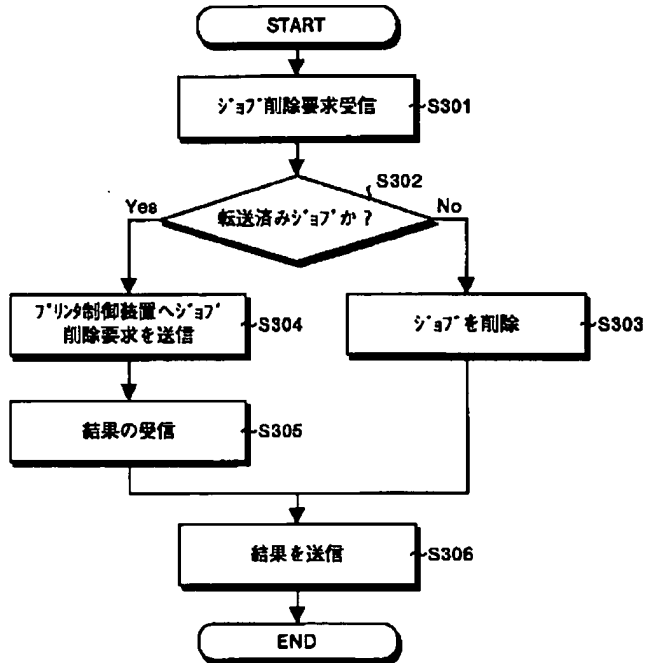 START
ジョブ削除要求受信
S301
S302
Yes
転送済みジョブか?
No
プリンタ制御装置へジョブ
削除要求を送信
S304
ジョブを削除
S303
結果の受信
S305
結果を送信
S306
END